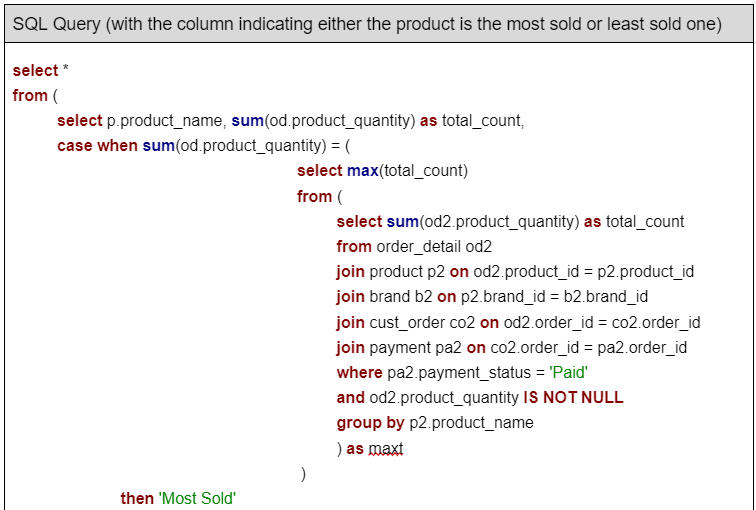 SQL Query (with the column indicating either the product is the most sold or least sold one)
select *
from (
select p.product_name, sum(od.product_quantity) as total_count,
case when sum(od.product_quantity) = (
select max(total_count)
from (
select sum(od2.product_quantity) as total_count
from order_detail od2
join product p2 on od2.product_id = p2.product_id
join brand b2 on p2.brand_id = b2.brand_id
join cust_order co2 on od2.order_id = co2.order_id
join payment pa2 on co2.order_id = pa2.order_id
where pa2.payment_status = 'Paid'
and od2.product_quantity IS NOT NULL
group by p2.product_name
) as maxt
)
then 'Most Sold'